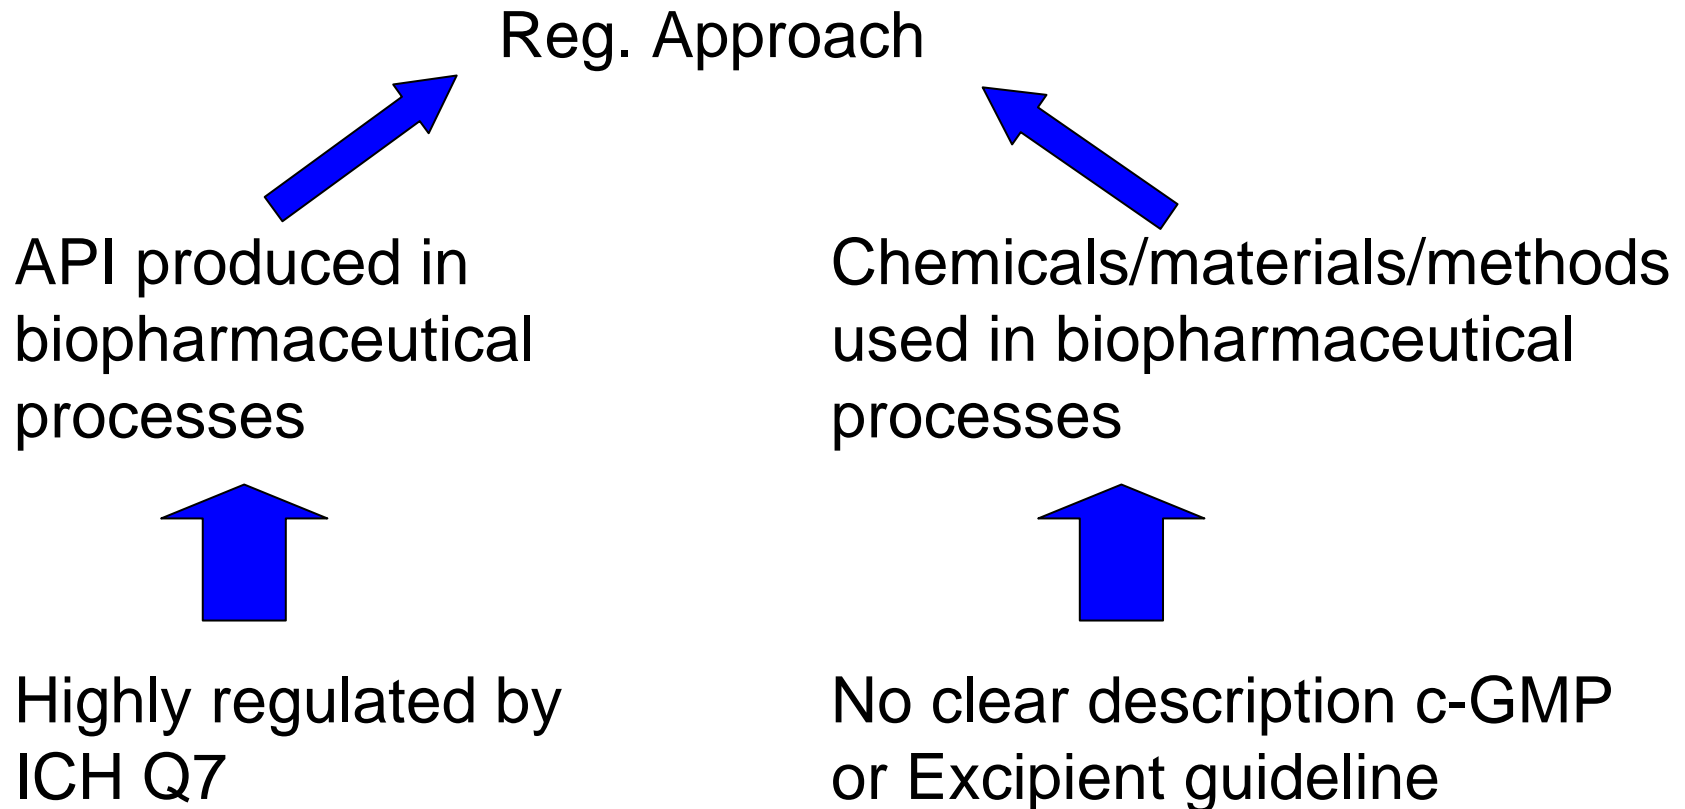 Reg. Approach
API produced in
biopharmaceutical
processes
Chemicals/materials/methods
used in biopharmaceutical
processes
Highly regulated by
ICH Q7
No clear description c-GMP
or Excipient guideline